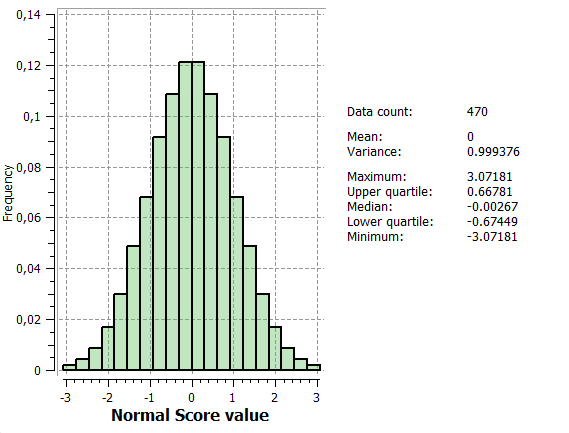 0,14
0,12
0,1
0,08
0,06
0,04
0,02
0
Frequency
-3 -2 -1 0 1 2 3
Normal Score value
Data count: 470
Mean: 0
Variance: 0.999376
Maximum: 3.07181
Upper quartile: 0.66781
Median: -0.00267
Lower quartile: -0.67449
Minimum: -3.07181